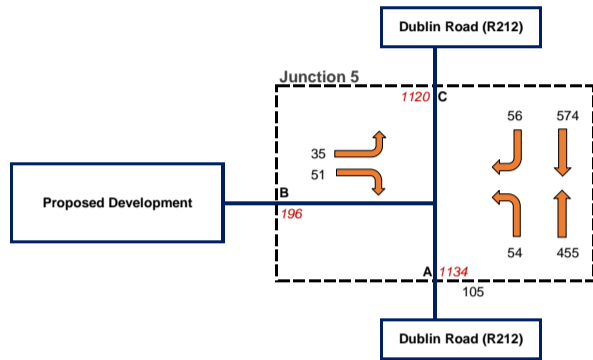 Dublin Road (R212)
Junction 5
1120 C
56 574
35
51
Proposed Development
B
196
54 455
A 1134
105
Dublin Road (R212)